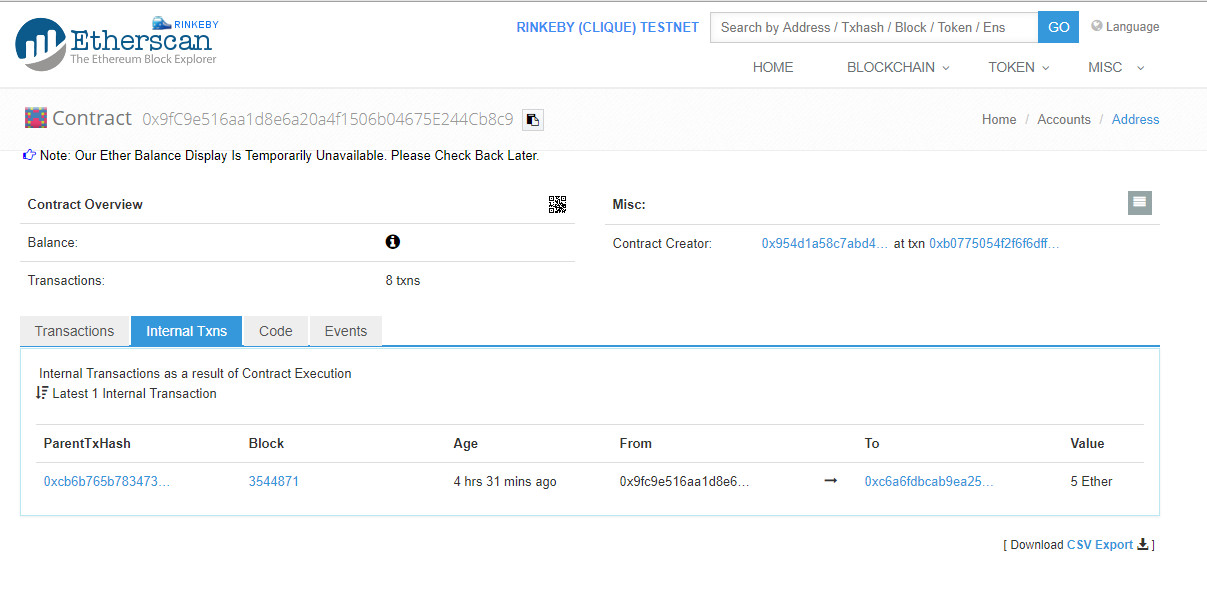 RINKEBY
Etherscan
The Ethereum Block Explorer
RINKEBY (CLIQUE) TESTNET
Search by Address / Txhash / Block / Token / Ens
GO
Language
HOME BLOCKCHAIN TOKEN MISC
Contract 0x9fC9e516aa1d8e6a20a4f1506b04675E244Cb8c9
Home / Accounts / Address
Note: Our Ether Balance Display Is Temporarily Unavailable. Please Check Back Later.
Contract Overview
Balance:
Transactions: 8 txns
Misc:
Contract Creator: 0x954d1a58c7abd4... at txn 0xb0775054f2f6f6dff...
Transactions Internal Txns Code Events
Internal Transactions as a result of Contract Execution
Latest 1 Internal Transaction
ParentTxHash Block Age From To Value
0xcb6b765b783473... 3544871 4 hrs 31 mins ago 0x9fc9e516aa1d8e6... → 0xc6a6fdbcab9ea25... 5 Ether
[ Download CSV Export ]